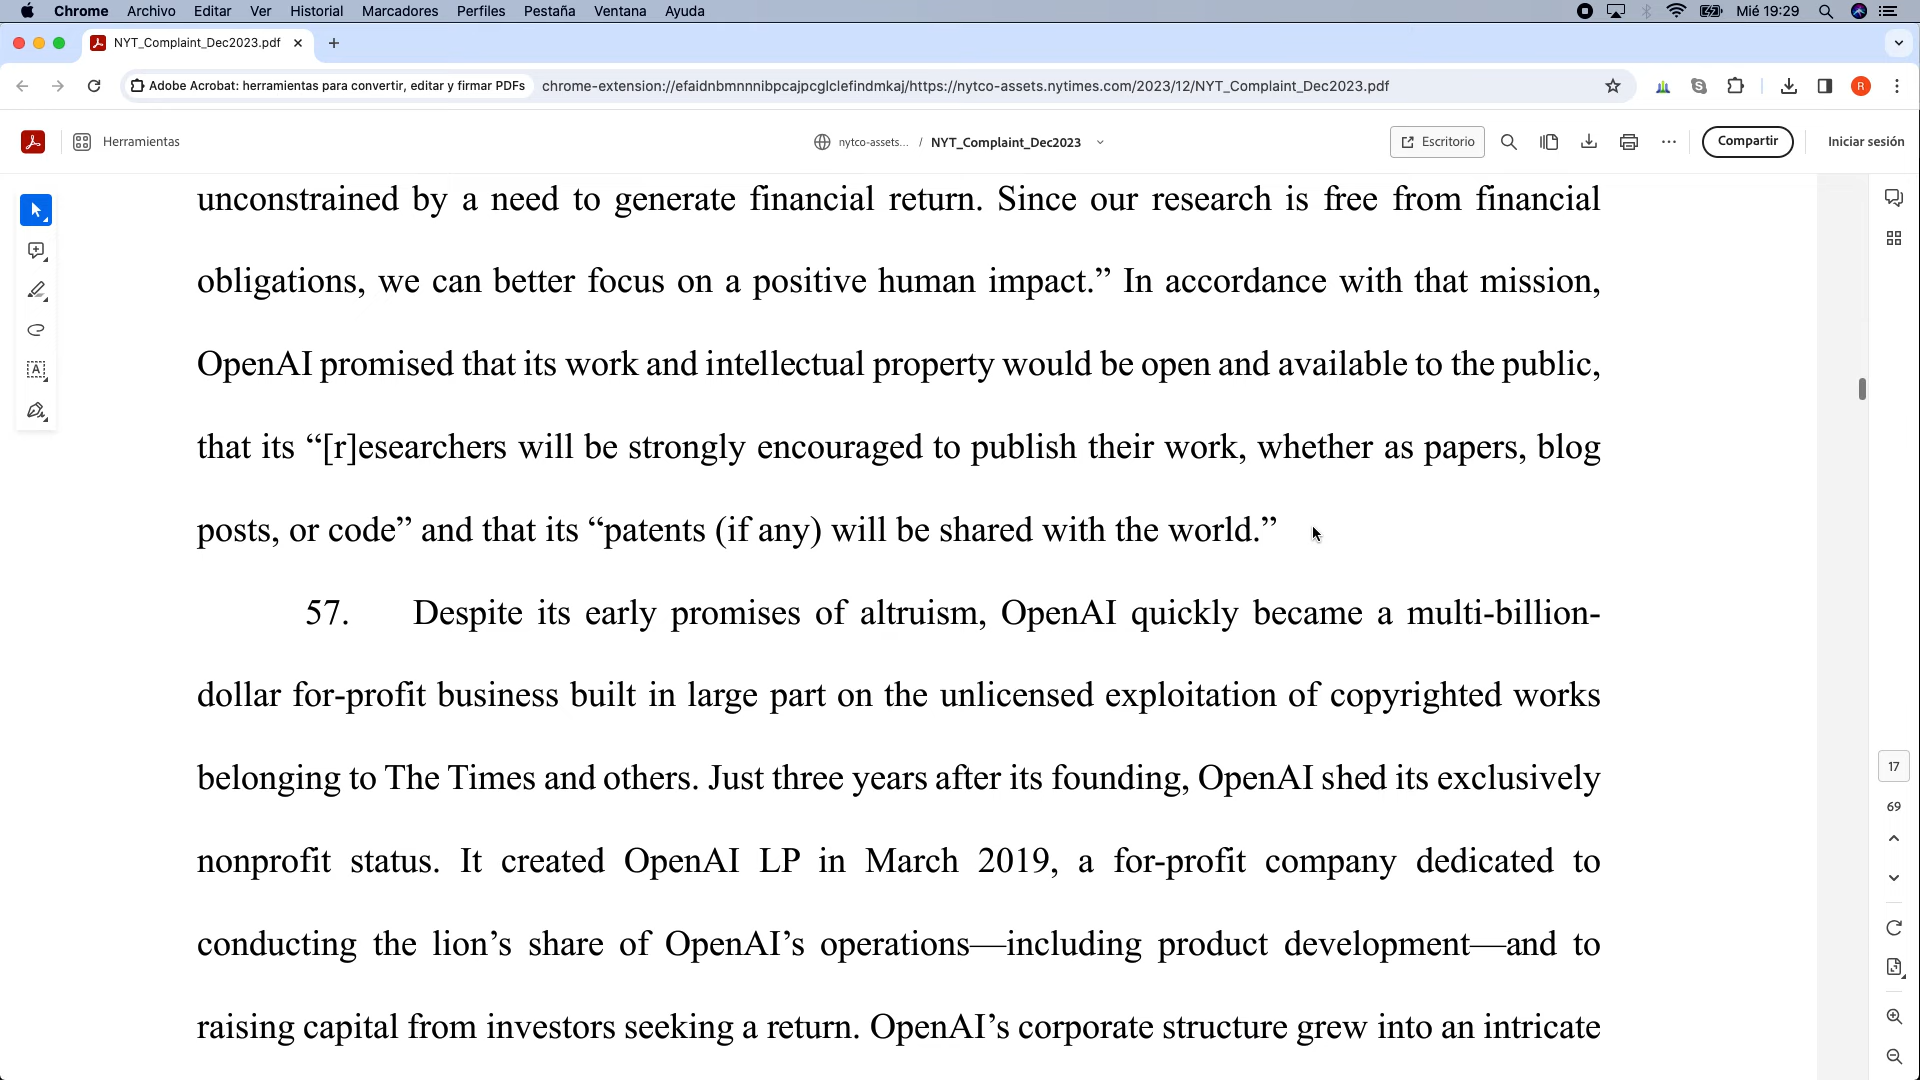 Chrome Archivo Editar Ver Historial Marcadores Perfiles Pestaña Ventana Ayuda Mié 19:29
NYT_Complaint_Dec2023.pdf
Adobe Acrobat: herramientas para convertir, editar y firmar PDFs chrome-extension://efaidnbmnnnibpcajpcglclefindmkaj/https://nytco-assets.nytimes.com/2023/12/NYT_Complaint_Dec2023.pdf R
Herramientas nytco-assets... / NYT_Complaint_Dec2023 Escritorio Compartir Iniciar sesión
unconstrained by a need to generate financial return. Since our research is free from financial
obligations, we can better focus on a positive human impact.” In accordance with that mission,
OpenAI promised that its work and intellectual property would be open and available to the public,
that its “[r]esearchers will be strongly encouraged to publish their work, whether as papers, blog
posts, or code” and that its “patents (if any) will be shared with the world.”
57. Despite its early promises of altruism, OpenAI quickly became a multi-billion-
dollar for-profit business built in large part on the unlicensed exploitation of copyrighted works
belonging to The Times and others. Just three years after its founding, OpenAI shed its exclusively
nonprofit status. It created OpenAI LP in March 2019, a for-profit company dedicated to
conducting the lion’s share of OpenAI’s operations—including product development—and to
raising capital from investors seeking a return. OpenAI’s corporate structure grew into an intricate
17
69